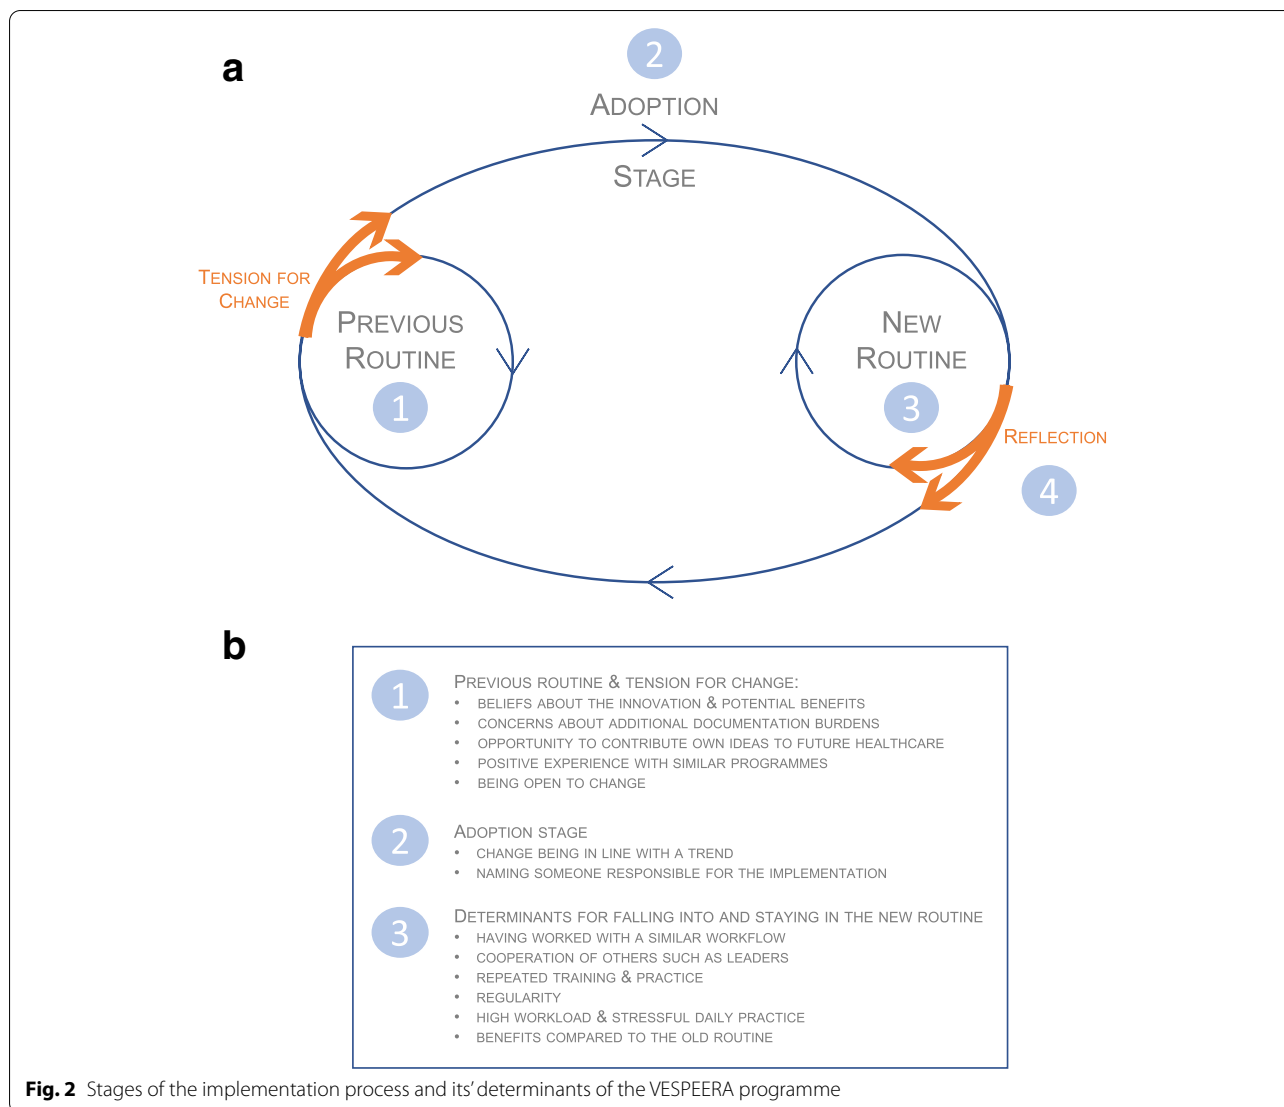 a
2
ADOPTION
STAGE
TENSION FOR
CHANGE
PREVIOUS
ROUTINE
1
NEW
ROUTINE
3
REFLECTION
4
b
1
PREVIOUS ROUTINE & TENSION FOR CHANGE:
• BELIEFS ABOUT THE INNOVATION & POTENTIAL BENEFITS
• CONCERNS ABOUT ADDITIONAL DOCUMENTATION BURDENS
• OPPORTUNITY TO CONTRIBUTE OWN IDEAS TO FUTURE HEALTHCARE
• POSITIVE EXPERIENCE WITH SIMILAR PROGRAMMES
• BEING OPEN TO CHANGE
2
ADOPTION STAGE
• CHANGE BEING IN LINE WITH A TREND
• NAMING SOMEONE RESPONSIBLE FOR THE IMPLEMENTATION
3
DETERMINANTS FOR FALLING INTO AND STAYING IN THE NEW ROUTINE
• HAVING WORKED WITH A SIMILAR WORKFLOW
• COOPERATION OF OTHERS SUCH AS LEADERS
• REPEATED TRAINING & PRACTICE
• REGULARITY
• HIGH WORKLOAD & STRESSFUL DAILY PRACTICE
• BENEFITS COMPARED TO THE OLD ROUTINE
Fig. 2 Stages of the implementation process and its' determinants of the VESPEERA programme